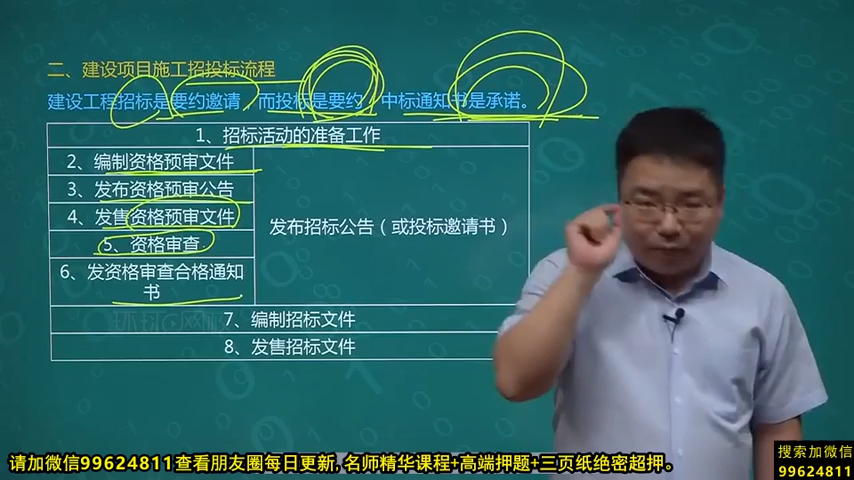 二、建设项目施工招投标流程
建设工程招标是要约邀请，而投标是要约，中标通知书是承诺。
1、招标活动的准备工作
2、编制资格预审文件
3、发布资格预审公告
4、发售资格预审文件
5、资格审查
6、发资格审查合格通知
书
发布招标公告（或投标邀请书）
7、编制招标文件
8、发售招标文件
请加微信99624811查看朋友圈每日更新,名师精华课程+高端押题+三页纸绝密超押。
搜索加微信
99624811